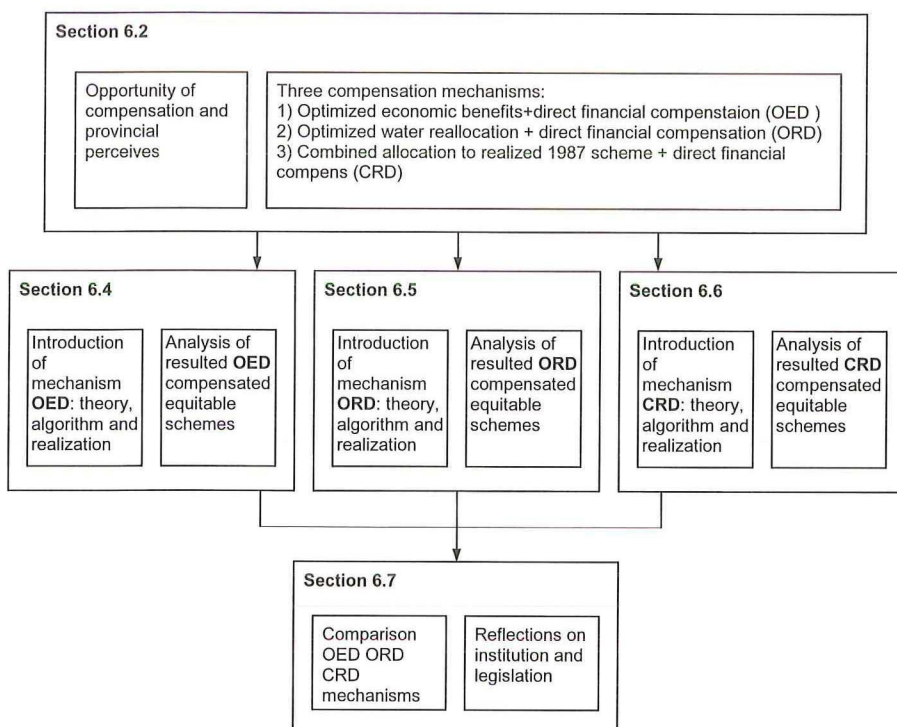 Section 6.2
Opportunity of
compensation and
provincial
perceives
Three compensation mechanisms:
1) Optimized economic benefits+direct financial compenstaion (OED )
2) Optimized water reallocation + direct financial compensation (ORD)
3) Combined allocation to realized 1987 scheme + direct financial
compens (CRD)
Section 6.4
Introduction
of
mechanism
OED: theory,
algorithm and
realization
Analysis of
resulted OED
compensated
equitable
schemes
Section 6.5
Introduction
of
mechanism
ORD: theory,
algorithm and
realization
Analysis of
resulted ORD
compensated
equitable
schemes
Section 6.6
Introduction
of
mechanism
CRD: theory,
algorithm and
realization
Analysis of
resulted CRD
compensated
equitable
schemes
Section 6.7
Comparison
OED ORD
CRD
mechanisms
Reflections on
institution and
legislation